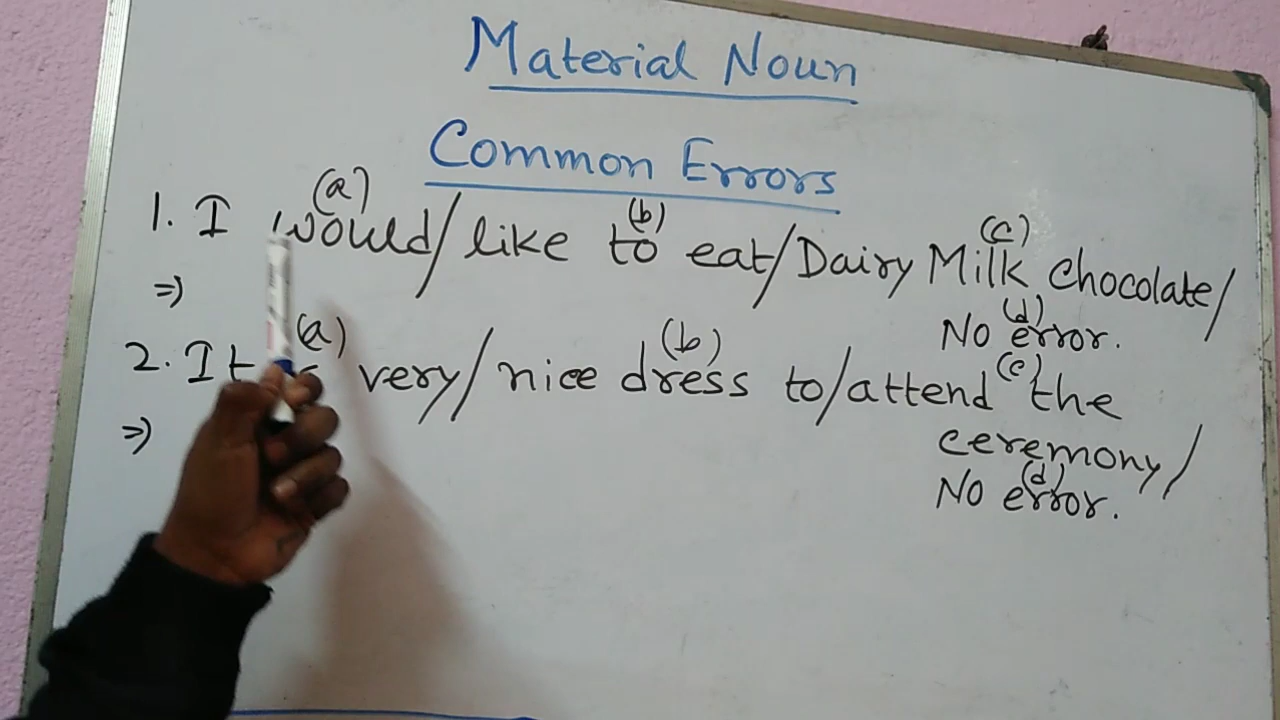 Material Noun
Common Errors
(a) (b) (c)
1. I would/like to eat/Dairy Milk Chocolate/
(d)
⇒ No error.
(a) (b) (c)
2. It very/nice dress to/attend the
⇒ ceremony/
(d)
No error.